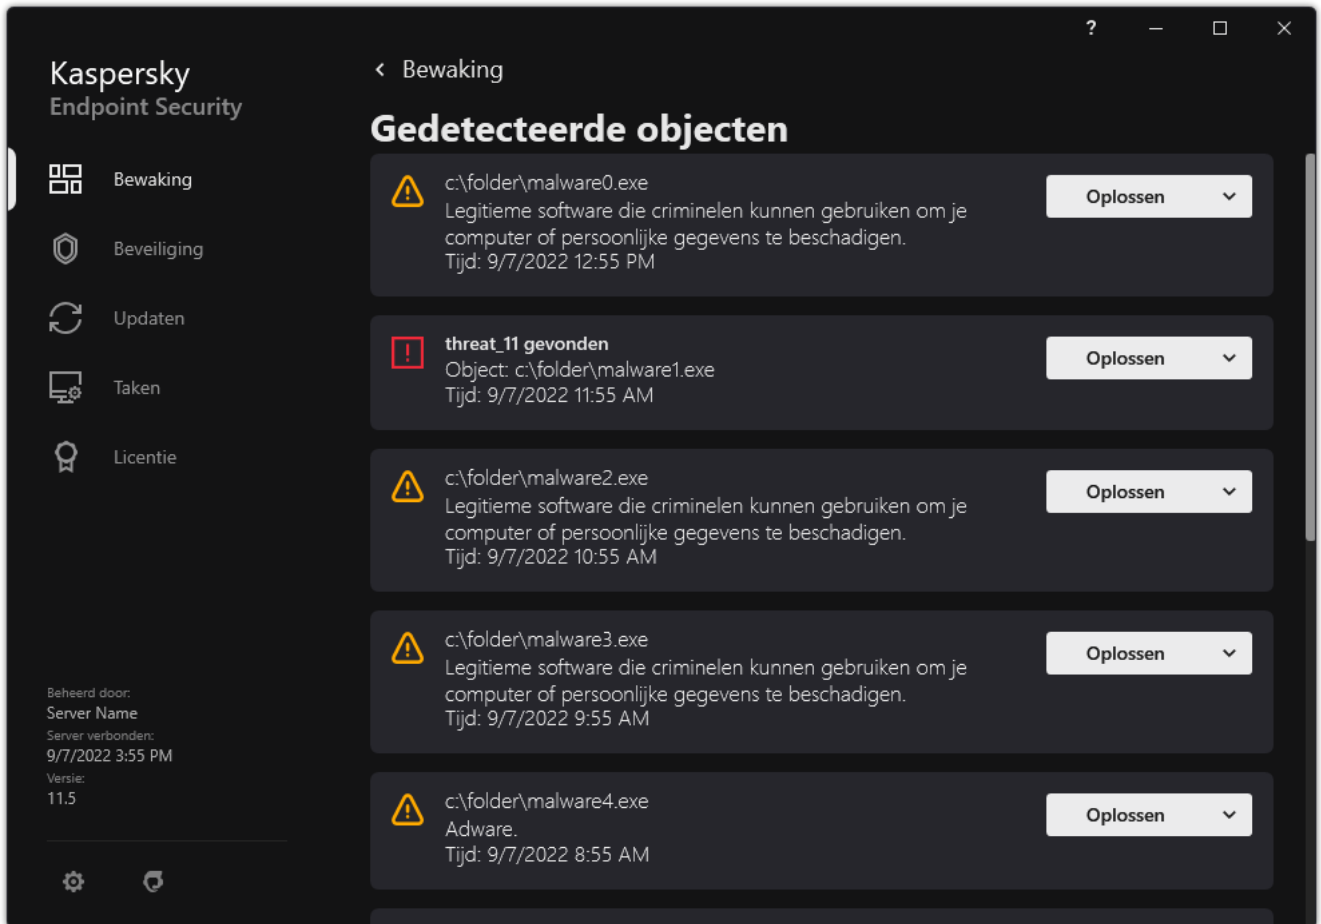 ?
Kaspersky
Endpoint Security
Bewaking
Beveiliging
Updaten
Taken
Licentie
Beheerd door:
Server Name
Server verbonden:
9/7/2022 3:55 PM
Versie:
11.5
Bewaking
Gedetecteerde objecten
c:\folder\malware0.exe
Legitieme software die criminelen kunnen gebruiken om je
computer of persoonlijke gegevens te beschadigen.
Tijd: 9/7/2022 12:55 PM
Oplossen
threat_11 gevonden
Object: c:\folder\malware1.exe
Tijd: 9/7/2022 11:55 AM
Oplossen
c:\folder\malware2.exe
Legitieme software die criminelen kunnen gebruiken om je
computer of persoonlijke gegevens te beschadigen.
Tijd: 9/7/2022 10:55 AM
Oplossen
c:\folder\malware3.exe
Legitieme software die criminelen kunnen gebruiken om je
computer of persoonlijke gegevens te beschadigen.
Tijd: 9/7/2022 9:55 AM
Oplossen
c:\folder\malware4.exe
Adware.
Tijd: 9/7/2022 8:55 AM
Oplossen